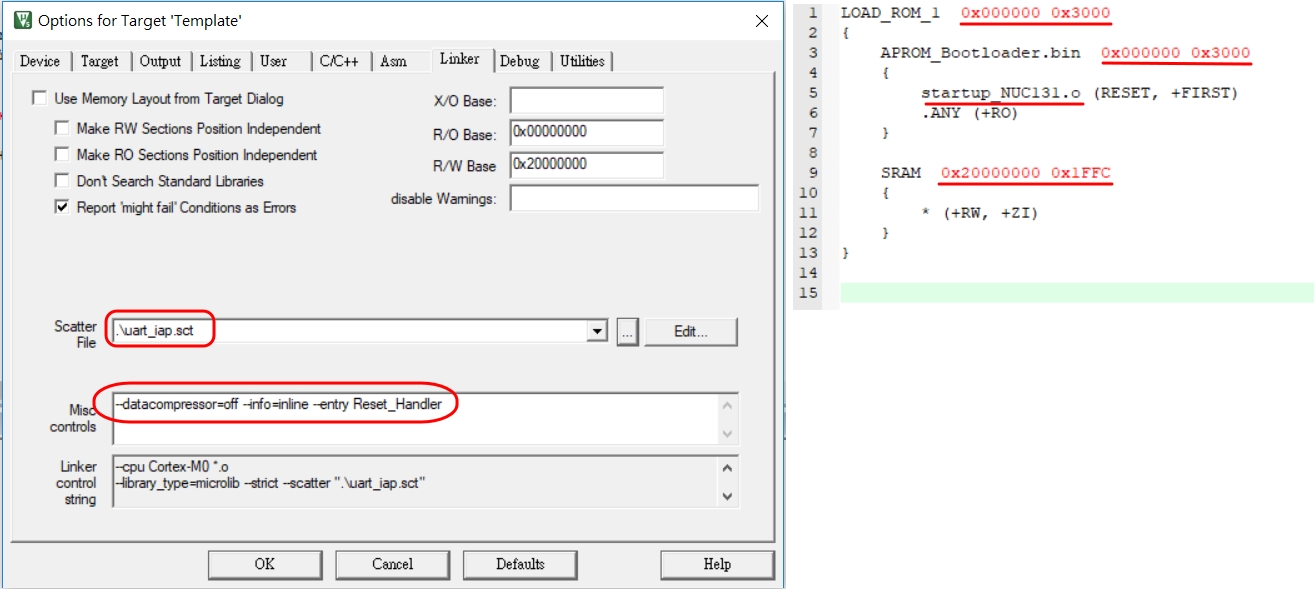 Options for Target 'Template'
Device Target Output Listing User C/C++ Asm Linker Debug Utilities
Use Memory Layout from Target Dialog
Make RW Sections Position Independent
Make RO Sections Position Independent
Don't Search Standard Libraries
Report 'might fail' Conditions as Errors
X/O Base:
R/O Base: 0x00000000
R/W Base 0x20000000
disable Warnings:
Scatter File .\uart_iap.sct ... Edit...
Misc controls --datacompressor=off --info=inline --entry Reset_Handler
Linker control string --cpu Cortex-M0 *.o
--library_type=microlib --strict --scatter ".\uart_iap.sct"
OK Cancel Defaults Help
1 LOAD_ROM_1 0x000000 0x3000
2 {
3 APROM_Bootloader.bin 0x000000 0x3000
4 {
5 startup_NUC131.o (RESET, +FIRST)
6 .ANY (+RO)
7 }
8
9 SRAM 0x20000000 0x1FFC
10 {
11 * (+RW, +ZI)
12 }
13 }
14
15